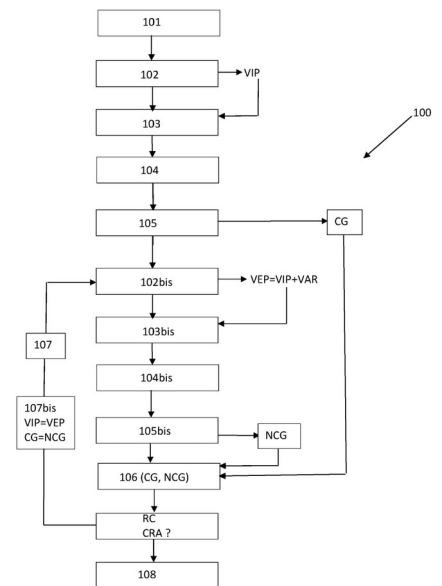 101
102
VIP
103
100
104
105
CG
102bis
VEP=VIP+VAR
103bis
107
104bis
107bis
VIP=VEP
CG=NCG
105bis
NCG
106 (CG, NCG)
RC
CRA ?
108